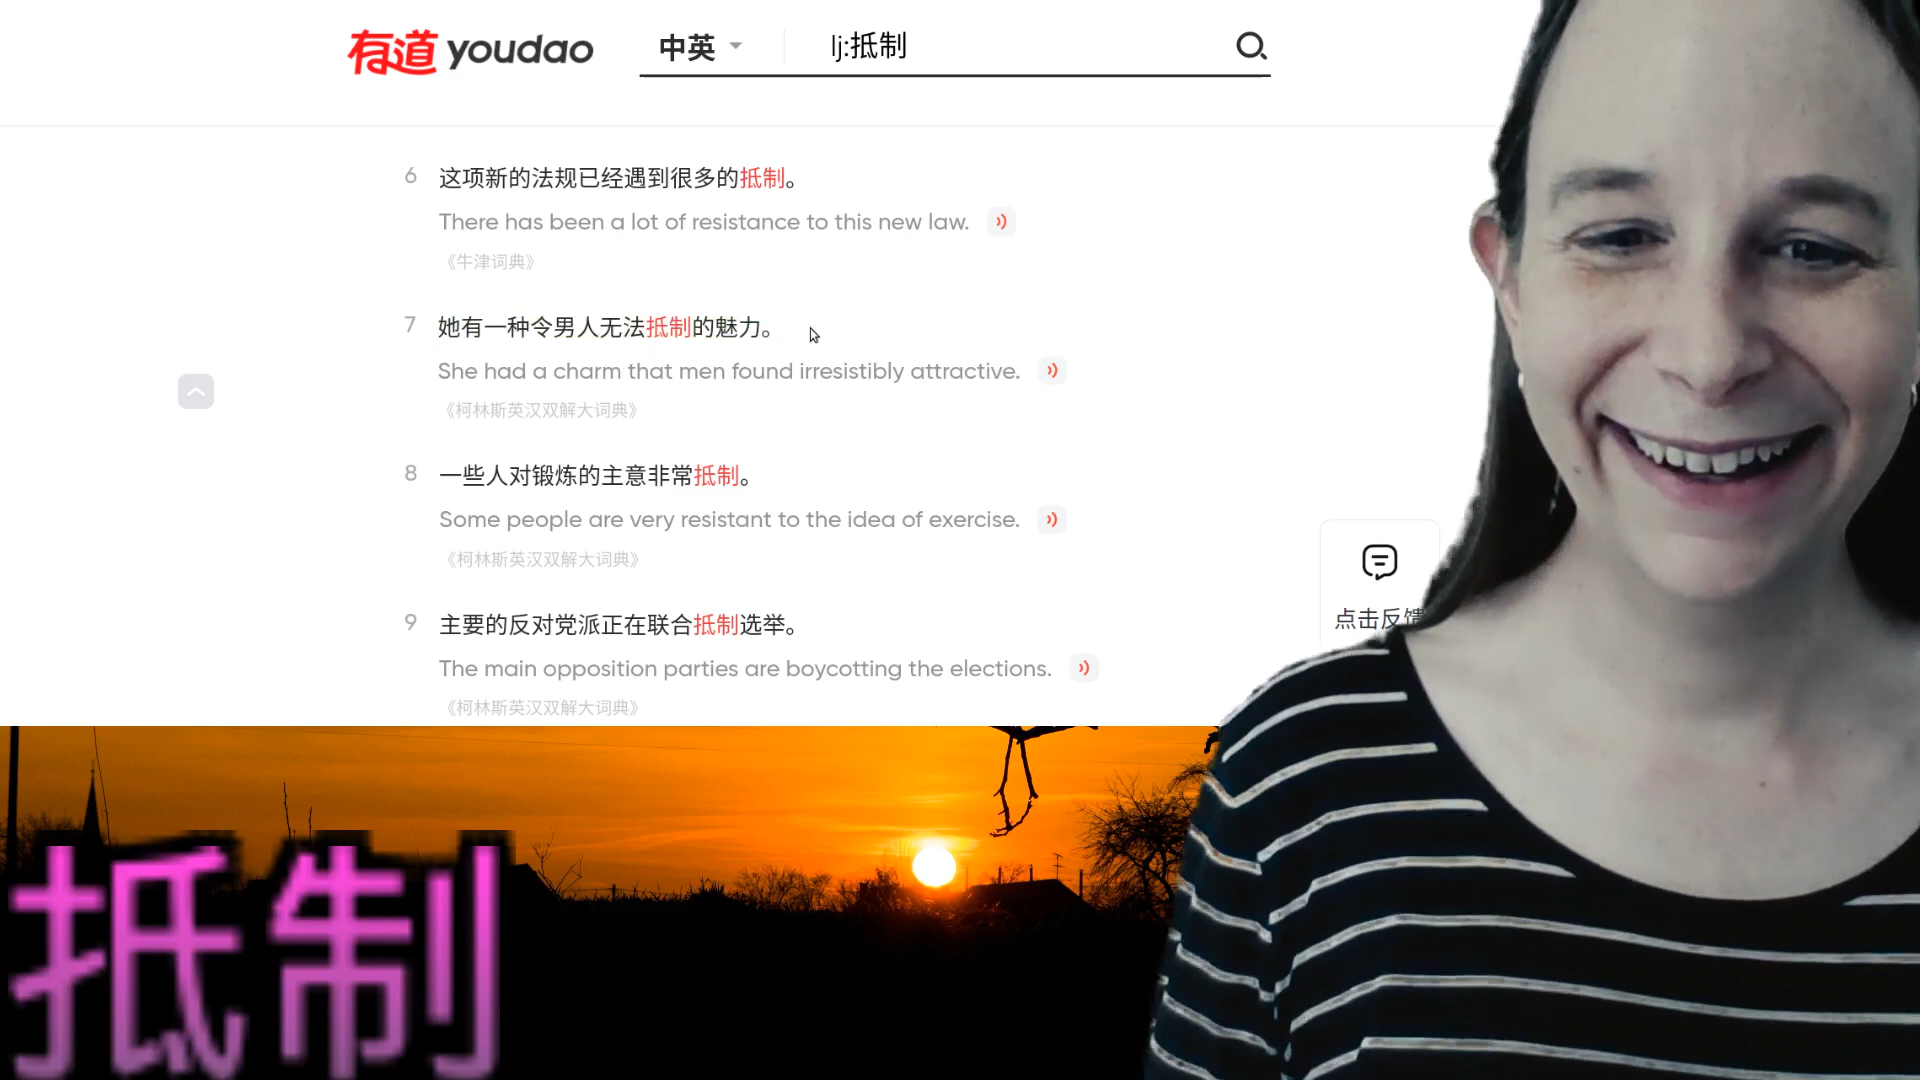 有道 youdao 中英 lj:抵制
6 这项新的法规已经遇到很多的抵制。
There has been a lot of resistance to this new law.
《牛津词典》
7 她有一种令男人无法抵制的魅力。
She had a charm that men found irresistibly attractive.
《柯林斯英汉双解大词典》
8 一些人对锻炼的主意非常抵制。
Some people are very resistant to the idea of exercise.
《柯林斯英汉双解大词典》
点击反馈
9 主要的反对党派正在联合抵制选举。
The main opposition parties are boycotting the elections.
《柯林斯英汉双解大词典》
抵制